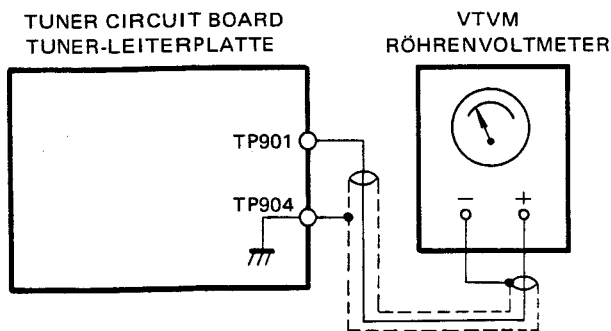 TUNER CIRCUIT BOARD
TUNER-LEITERPLATTE
VTVM
RÖHRENVOLTMETER
TP901
TP904
− +